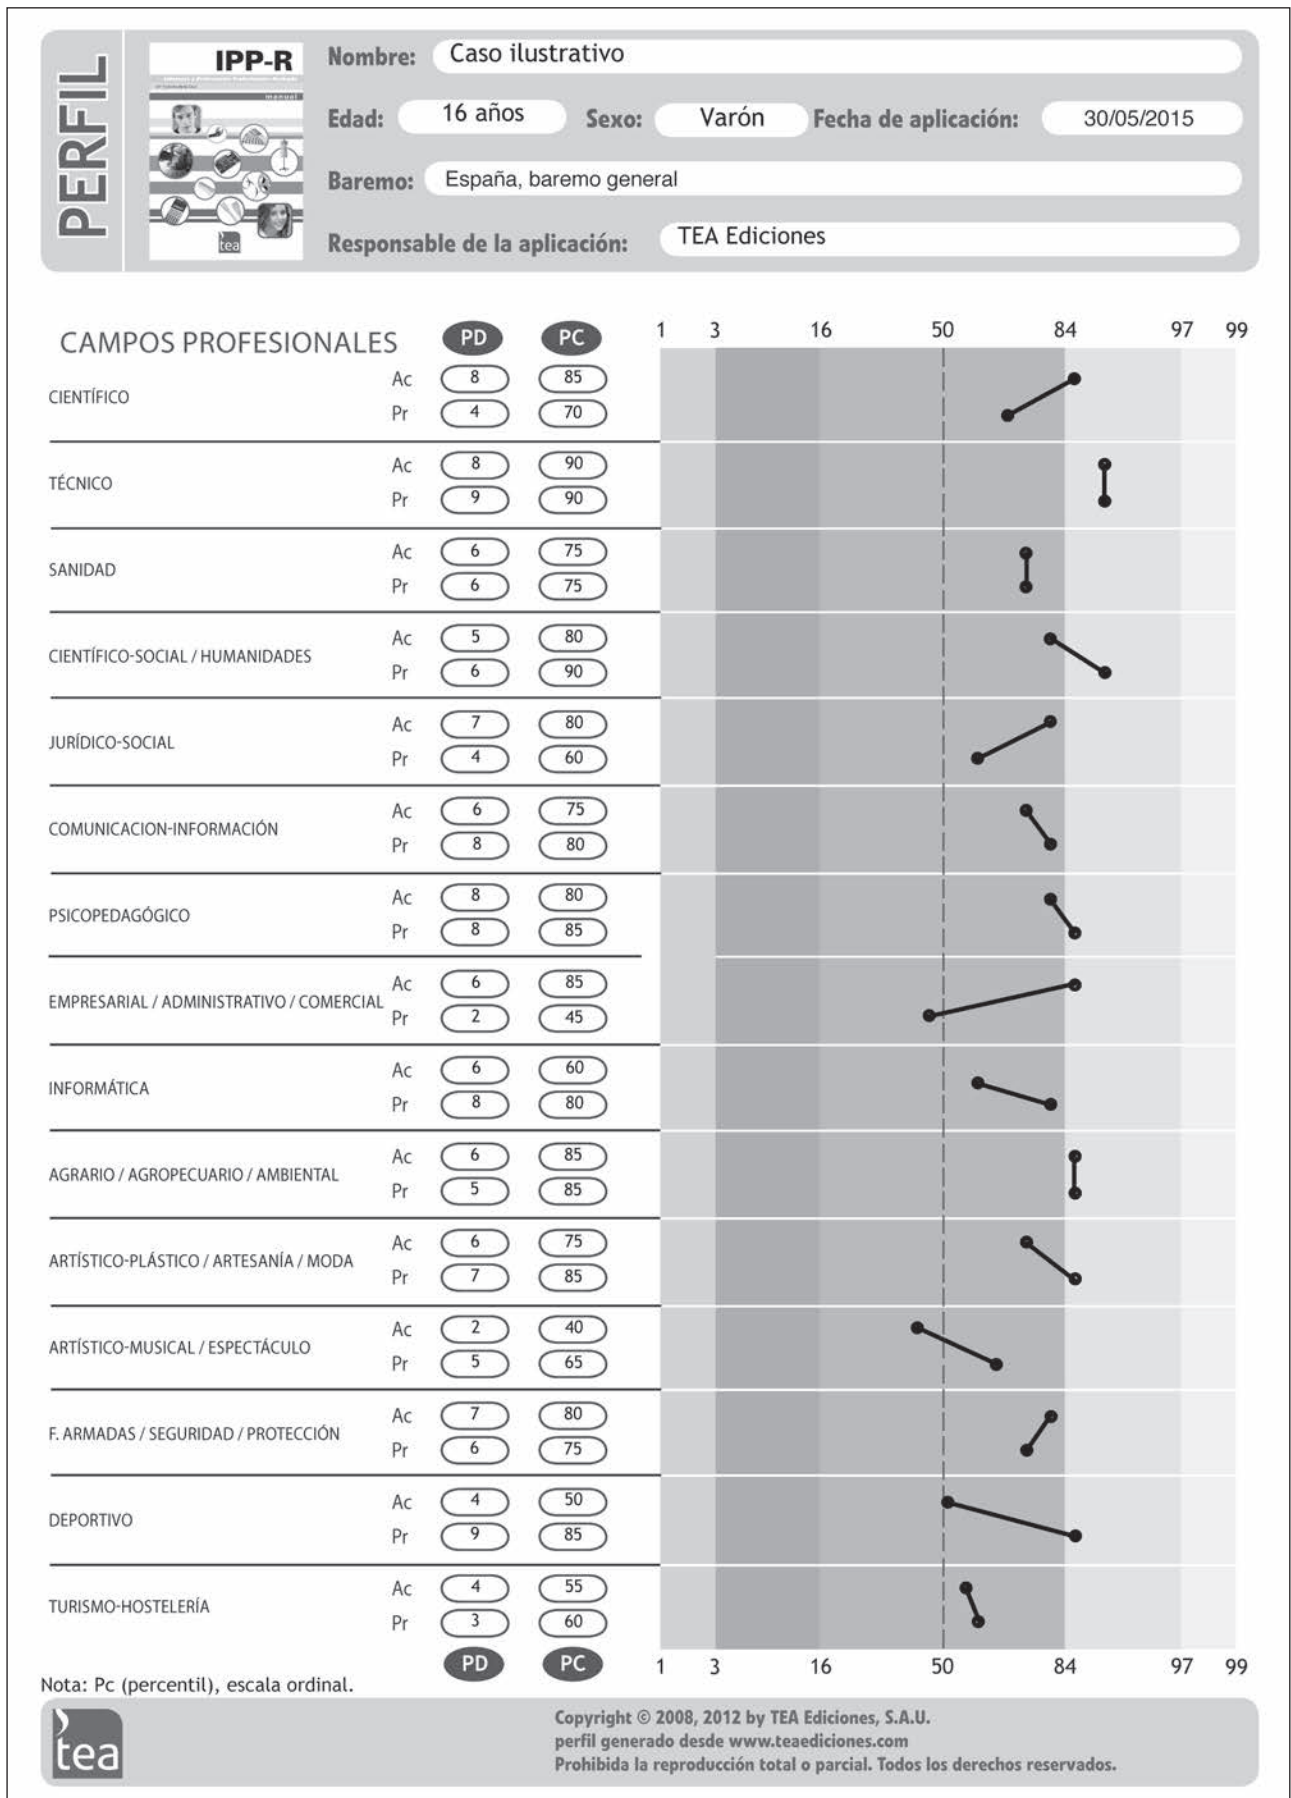 PERFIL
IPP-R
manual
tea
Nombre: Caso ilustrativo
Edad: 16 años Sexo: Varón Fecha de aplicación: 30/05/2015
Baremo: España, baremo general
Responsable de la aplicación: TEA Ediciones
CAMPOS PROFESIONALES PD PC 1 3 16 50 84 97 99
CIENTÍFICO
Ac 8 85
Pr 4 70
TÉCNICO
Ac 8 90
Pr 9 90
SANIDAD
Ac 6 75
Pr 6 75
CIENTÍFICO-SOCIAL / HUMANIDADES
Ac 5 80
Pr 6 90
JURÍDICO-SOCIAL
Ac 7 80
Pr 4 60
COMUNICACION-INFORMACIÓN
Ac 6 75
Pr 8 80
PSICOPEDAGÓGICO
Ac 8 80
Pr 8 85
EMPRESARIAL / ADMINISTRATIVO / COMERCIAL
Ac 6 85
Pr 2 45
INFORMÁTICA
Ac 6 60
Pr 8 80
AGRARIO / AGROPECUARIO / AMBIENTAL
Ac 6 85
Pr 5 85
ARTÍSTICO-PLÁSTICO / ARTESANÍA / MODA
Ac 6 75
Pr 7 85
ARTÍSTICO-MUSICAL / ESPECTÁCULO
Ac 2 40
Pr 5 65
F. ARMADAS / SEGURIDAD / PROTECCIÓN
Ac 7 80
Pr 6 75
DEPORTIVO
Ac 4 50
Pr 9 85
TURISMO-HOSTELERÍA
Ac 4 55
Pr 3 60
PD PC 1 3 16 50 84 97 99
Nota: Pc (percentil), escala ordinal.
tea
Copyright © 2008, 2012 by TEA Ediciones, S.A.U.
perfil generado desde www.teaediciones.com
Prohibida la reproducción total o parcial. Todos los derechos reservados.